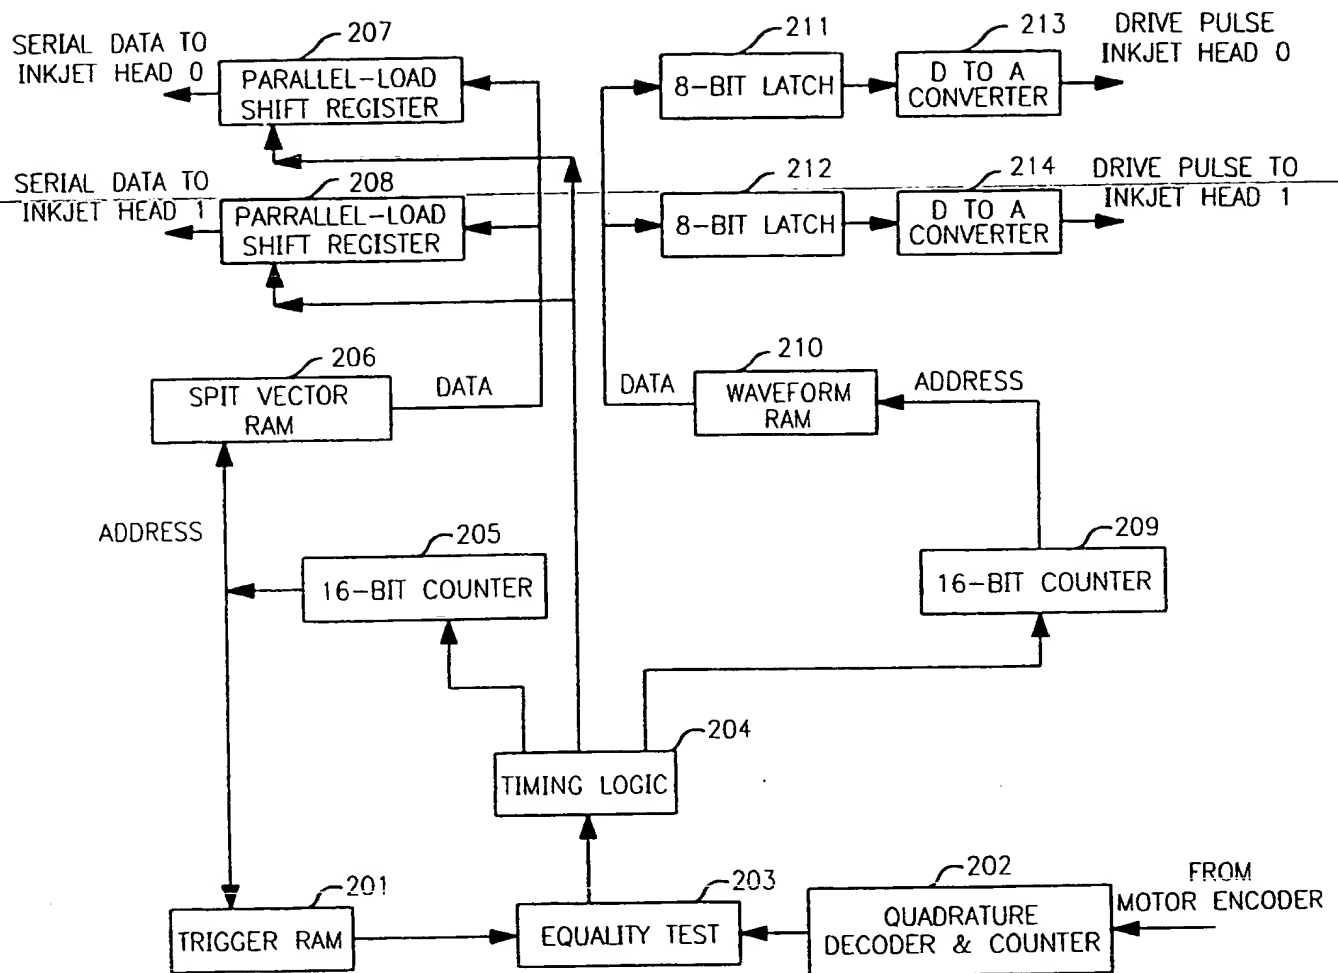 SERIAL DATA TO
INKJET HEAD 0
207
PARALLEL-LOAD
SHIFT REGISTER
211
8-BIT LATCH
213
D TO A
CONVERTER
DRIVE PULSE
INKJET HEAD 0
SERIAL DATA TO
INKJET HEAD 1
208
PARRALLEL-LOAD
SHIFT REGISTER
212
8-BIT LATCH
214
D TO A
CONVERTER
DRIVE PULSE TO
INKJET HEAD 1
206
SPIT VECTOR
RAM
DATA
DATA
210
WAVEFORM
RAM
ADDRESS
ADDRESS
205
16-BIT COUNTER
209
16-BIT COUNTER
204
TIMING LOGIC
201
TRIGGER RAM
203
EQUALITY TEST
202
QUADRATURE
DECODER & COUNTER
FROM
MOTOR ENCODER